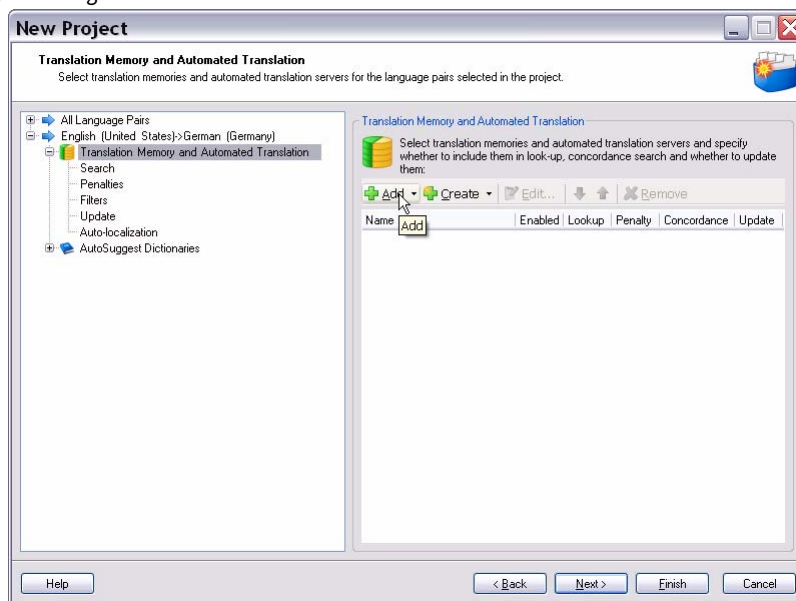 New Project
Translation Memory and Automated Translation
Select translation memories and automated translation servers for the language pairs selected in the project.
All Language Pairs
English (United States)->German (Germany)
Translation Memory and Automated Translation
Search
Penalties
Filters
Update
Auto-localization
AutoSuggest Dictionaries
Translation Memory and Automated Translation
Select translation memories and automated translation servers and specify
whether to include them in look-up, concordance search and whether to update
them:
Add Create Edit... Remove
Name Enabled Lookup Penalty Concordance Update
Add
Help < Back Next > Finish Cancel